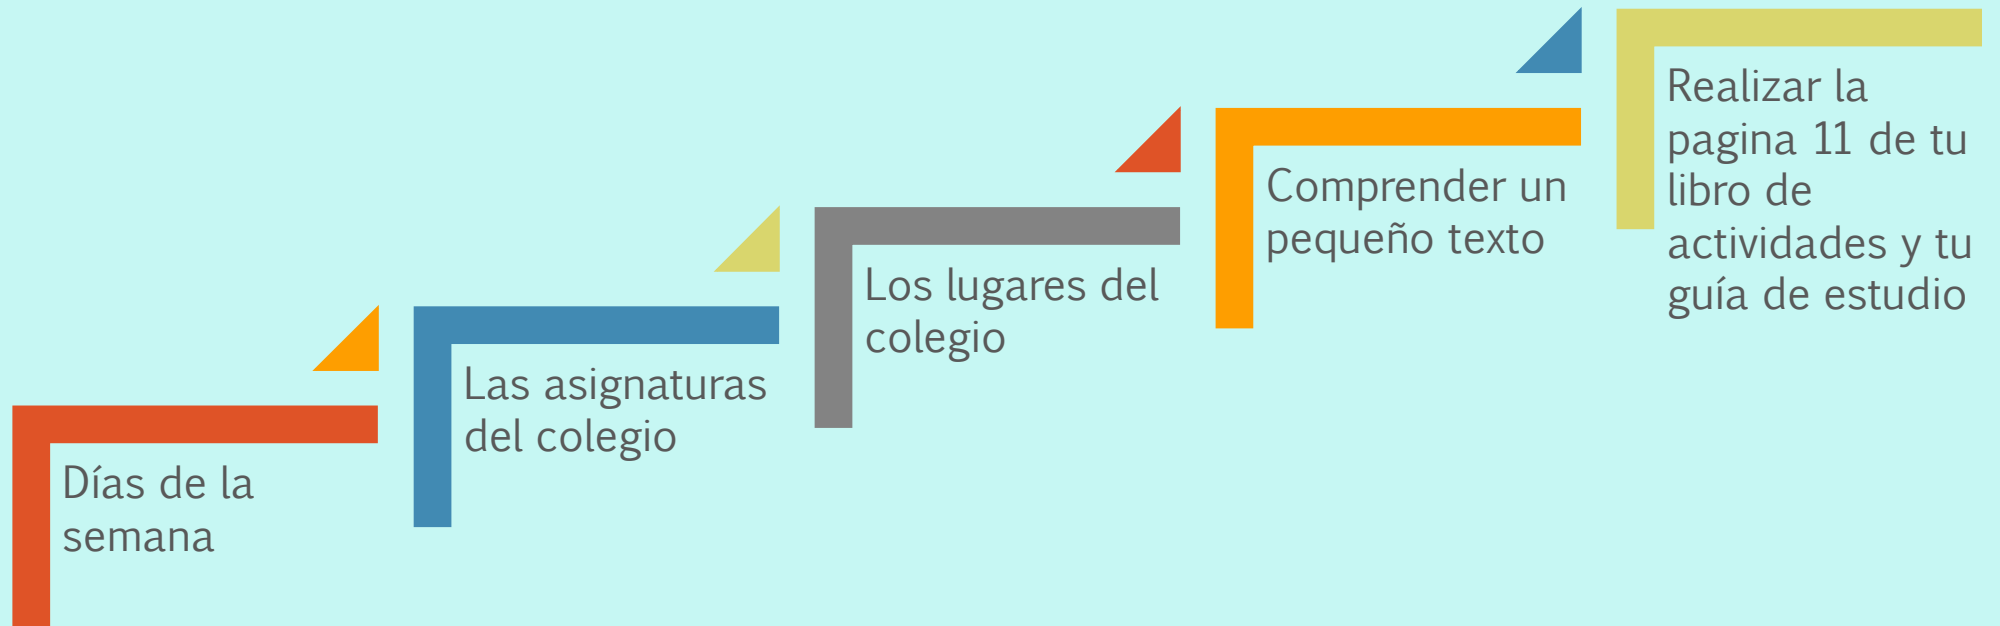 Días de la
semana
Las asignaturas
del colegio
Los lugares del
colegio
Comprender un
pequeño texto
Realizar la
pagina 11 de tu
libro de
actividades y tu
guía de estudio